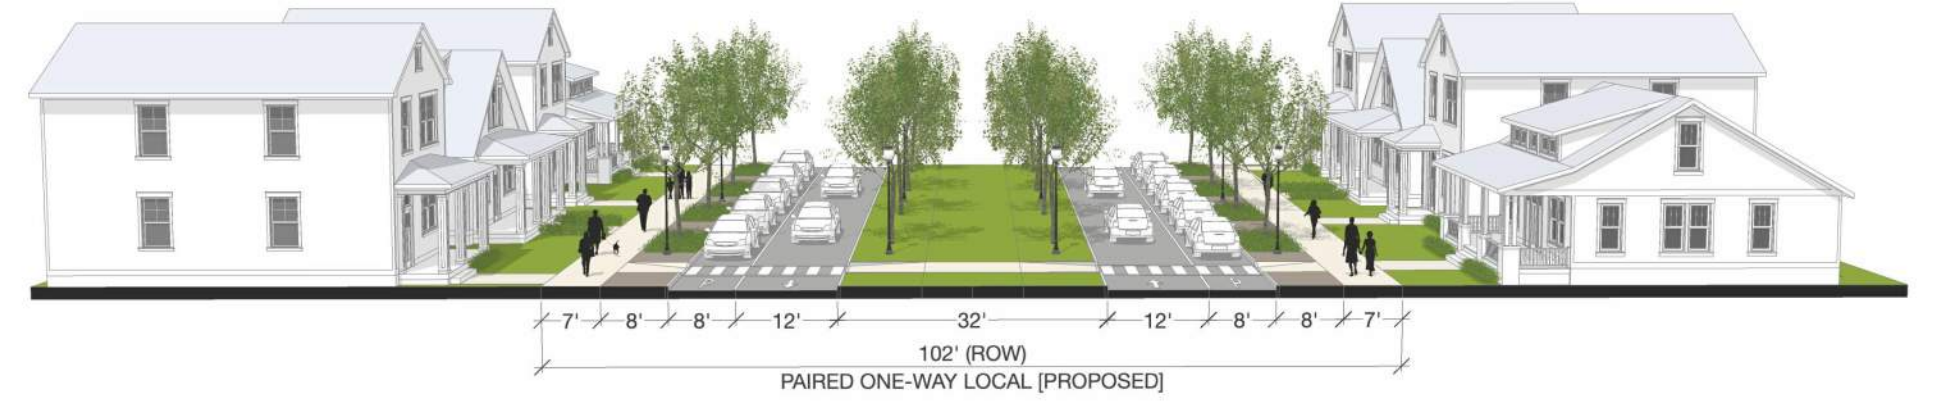 7' 8' 8' 12' 32' 12' 8' 8' 7'
102' (ROW)
PAIRED ONE-WAY LOCAL [PROPOSED]